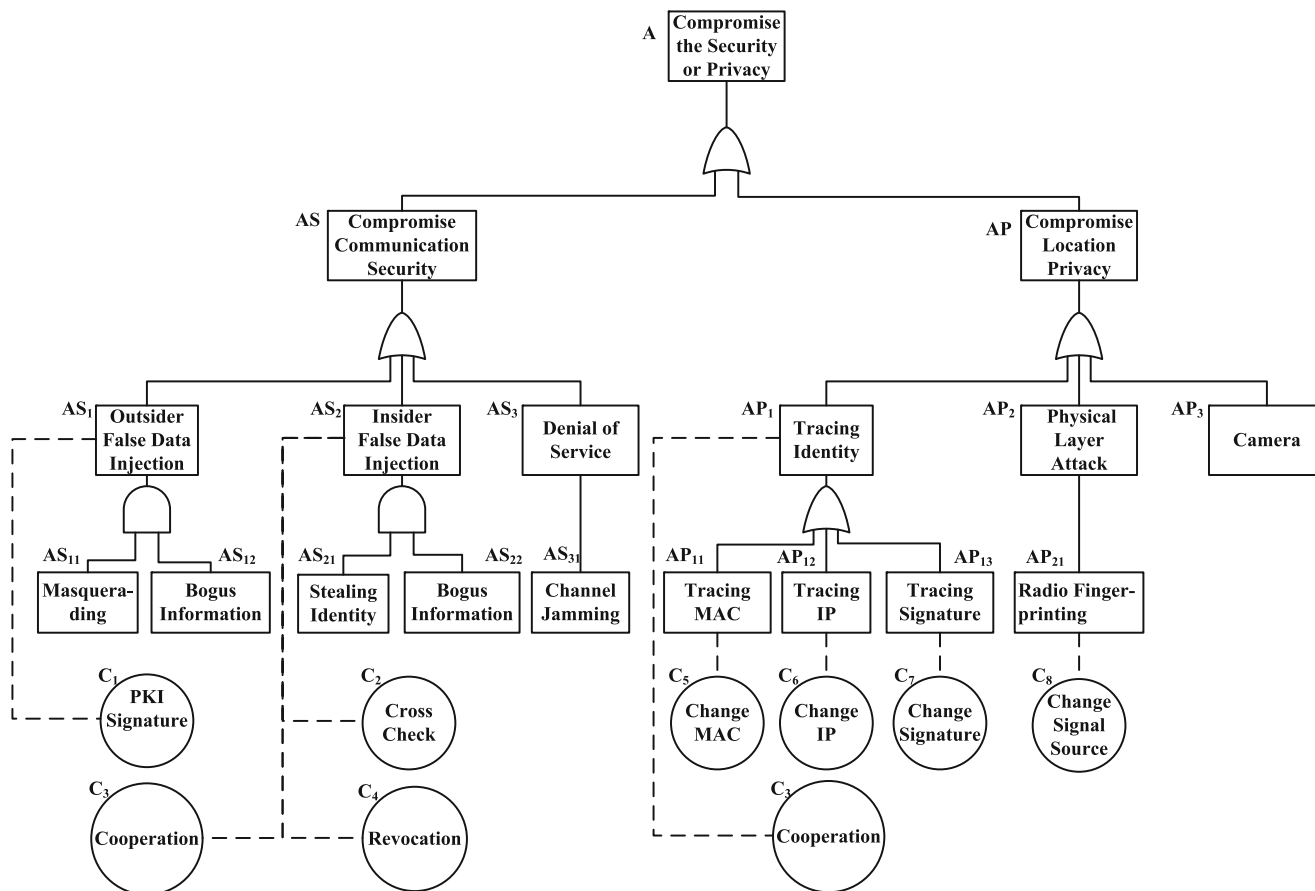 A
Compromise
the Security
or Privacy
AS
Compromise
Communication
Security
AP
Compromise
Location
Privacy
AS1
Outsider
False Data
Injection
AS2
Insider
False Data
Injection
AS3
Denial of
Service
AP1
Tracing
Identity
AP2
Physical
Layer
Attack
AP3
Camera
AS11
Masquera-
ding
AS12
Bogus
Information
AS21
Stealing
Identity
AS22
Bogus
Information
AS31
Channel
Jamming
AP11
Tracing
MAC
AP12
Tracing
IP
AP13
Tracing
Signature
AP21
Radio Finger-
printing
C1
PKI
Signature
C2
Cross
Check
C5
Change
MAC
C6
Change
IP
C7
Change
Signature
C8
Change
Signal
Source
C3
Cooperation
C4
Revocation
C3
Cooperation